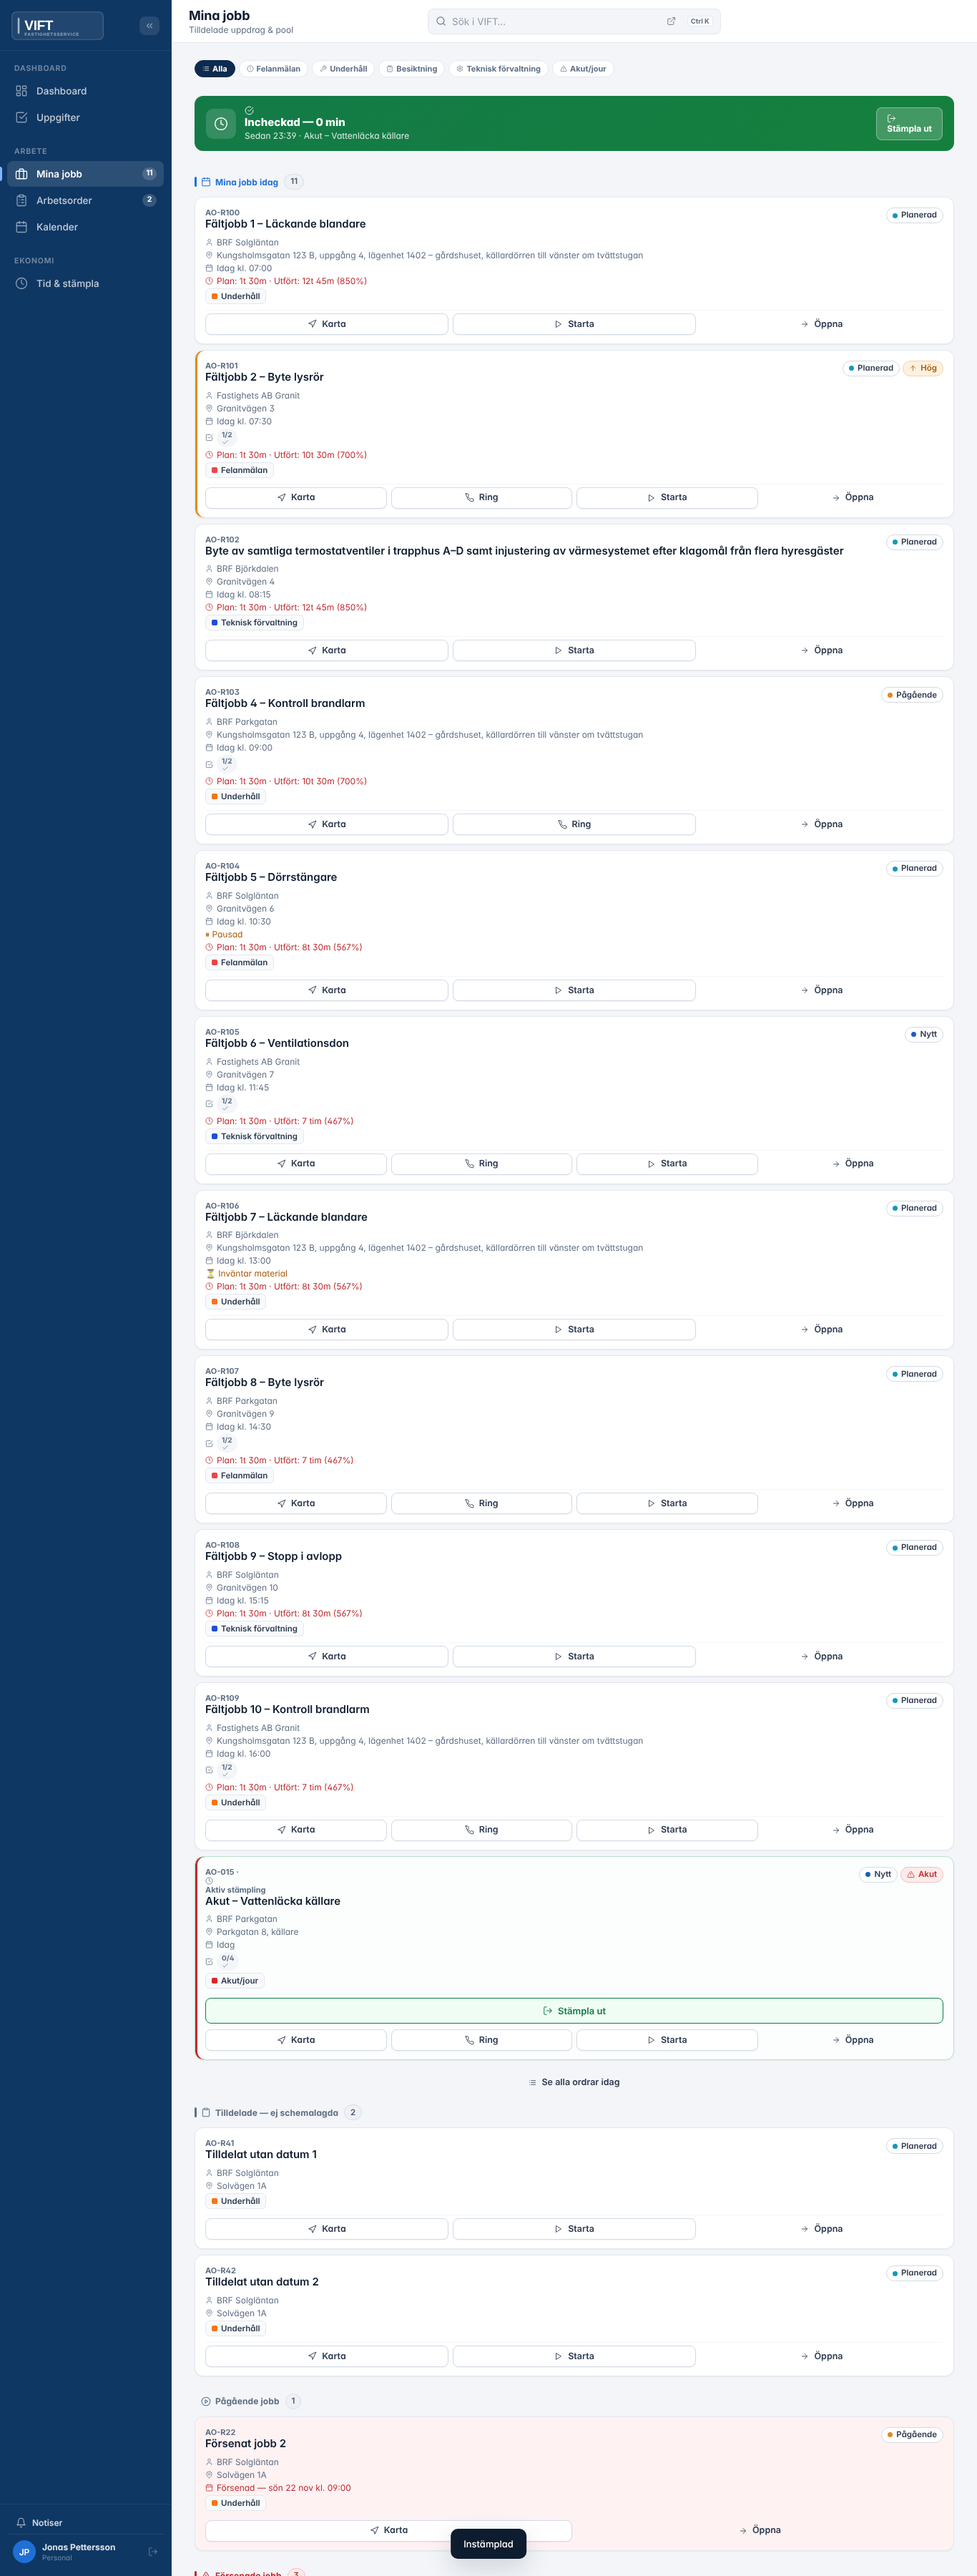 VIFT
FASTIGHETSSERVICE
DASHBOARD
Dashboard
Uppgifter
ARBETE
Mina jobb 11
Arbetsorder 2
Kalender
EKONOMI
Tid & stämpla
Notiser
JP Jonas Pettersson
Personal
Mina jobb
Tilldelade uppdrag & pool
Sök i VIFT... Ctrl K
Alla Felanmälan Underhåll Besiktning Teknisk förvaltning Akut/jour
Incheckad — 0 min
Sedan 23:39 · Akut – Vattenläcka källare
Stämpla ut
Mina jobb idag 11
AO-R100
Fältjobb 1 – Läckande blandare
Planerad
BRF Solgläntan
Kungsholmsgatan 123 B, uppgång 4, lägenhet 1402 – gårdshuset, källardörren till vänster om tvättstugan
Idag kl. 07:00
Plan: 1t 30m · Utfört: 12t 45m (850%)
Underhåll
Karta Starta Öppna
AO-R101
Fältjobb 2 – Byte lysrör
Planerad Hög
Fastighets AB Granit
Granitvägen 3
Idag kl. 07:30
1/2
Plan: 1t 30m · Utfört: 10t 30m (700%)
Felanmälan
Karta Ring Starta Öppna
AO-R102
Byte av samtliga termostatventiler i trapphus A–D samt injustering av värmesystemet efter klagomål från flera hyresgäster
Planerad
BRF Björkdalen
Granitvägen 4
Idag kl. 08:15
Plan: 1t 30m · Utfört: 12t 45m (850%)
Teknisk förvaltning
Karta Starta Öppna
AO-R103
Fältjobb 4 – Kontroll brandlarm
Pågående
BRF Parkgatan
Kungsholmsgatan 123 B, uppgång 4, lägenhet 1402 – gårdshuset, källardörren till vänster om tvättstugan
Idag kl. 09:00
1/2
Plan: 1t 30m · Utfört: 10t 30m (700%)
Underhåll
Karta Ring Öppna
AO-R104
Fältjobb 5 – Dörrstängare
Planerad
BRF Solgläntan
Granitvägen 6
Idag kl. 10:30
Pausad
Plan: 1t 30m · Utfört: 8t 30m (567%)
Felanmälan
Karta Starta Öppna
AO-R105
Fältjobb 6 – Ventilationsdon
Nytt
Fastighets AB Granit
Granitvägen 7
Idag kl. 11:45
1/2
Plan: 1t 30m · Utfört: 7 tim (467%)
Teknisk förvaltning
Karta Ring Starta Öppna
AO-R106
Fältjobb 7 – Läckande blandare
Planerad
BRF Björkdalen
Kungsholmsgatan 123 B, uppgång 4, lägenhet 1402 – gårdshuset, källardörren till vänster om tvättstugan
Idag kl. 13:00
⏳ Inväntar material
Plan: 1t 30m · Utfört: 8t 30m (567%)
Underhåll
Karta Starta Öppna
AO-R107
Fältjobb 8 – Byte lysrör
Planerad
BRF Parkgatan
Granitvägen 9
Idag kl. 14:30
1/2
Plan: 1t 30m · Utfört: 7 tim (467%)
Felanmälan
Karta Ring Starta Öppna
AO-R108
Fältjobb 9 – Stopp i avlopp
Planerad
BRF Solgläntan
Granitvägen 10
Idag kl. 15:15
Plan: 1t 30m · Utfört: 8t 30m (567%)
Teknisk förvaltning
Karta Starta Öppna
AO-R109
Fältjobb 10 – Kontroll brandlarm
Planerad
Fastighets AB Granit
Kungsholmsgatan 123 B, uppgång 4, lägenhet 1402 – gårdshuset, källardörren till vänster om tvättstugan
Idag kl. 16:00
1/2
Plan: 1t 30m · Utfört: 7 tim (467%)
Underhåll
Karta Ring Starta Öppna
AO-015 ·
Aktiv stämpling
Akut – Vattenläcka källare
Nytt Akut
BRF Parkgatan
Parkgatan 8, källare
Idag
0/4
Akut/jour
Stämpla ut
Karta Ring Starta Öppna
Se alla ordrar idag
Tilldelade — ej schemalagda 2
AO-R41
Tilldelat utan datum 1
Planerad
BRF Solgläntan
Solvägen 1A
Underhåll
Karta Starta Öppna
AO-R42
Tilldelat utan datum 2
Planerad
BRF Solgläntan
Solvägen 1A
Underhåll
Karta Starta Öppna
Pågående jobb 1
AO-R22
Försenat jobb 2
Pågående
BRF Solgläntan
Solvägen 1A
Försenad — sön 22 nov kl. 09:00
Underhåll
Karta Öppna
Instämplad
Försenade jobb 3